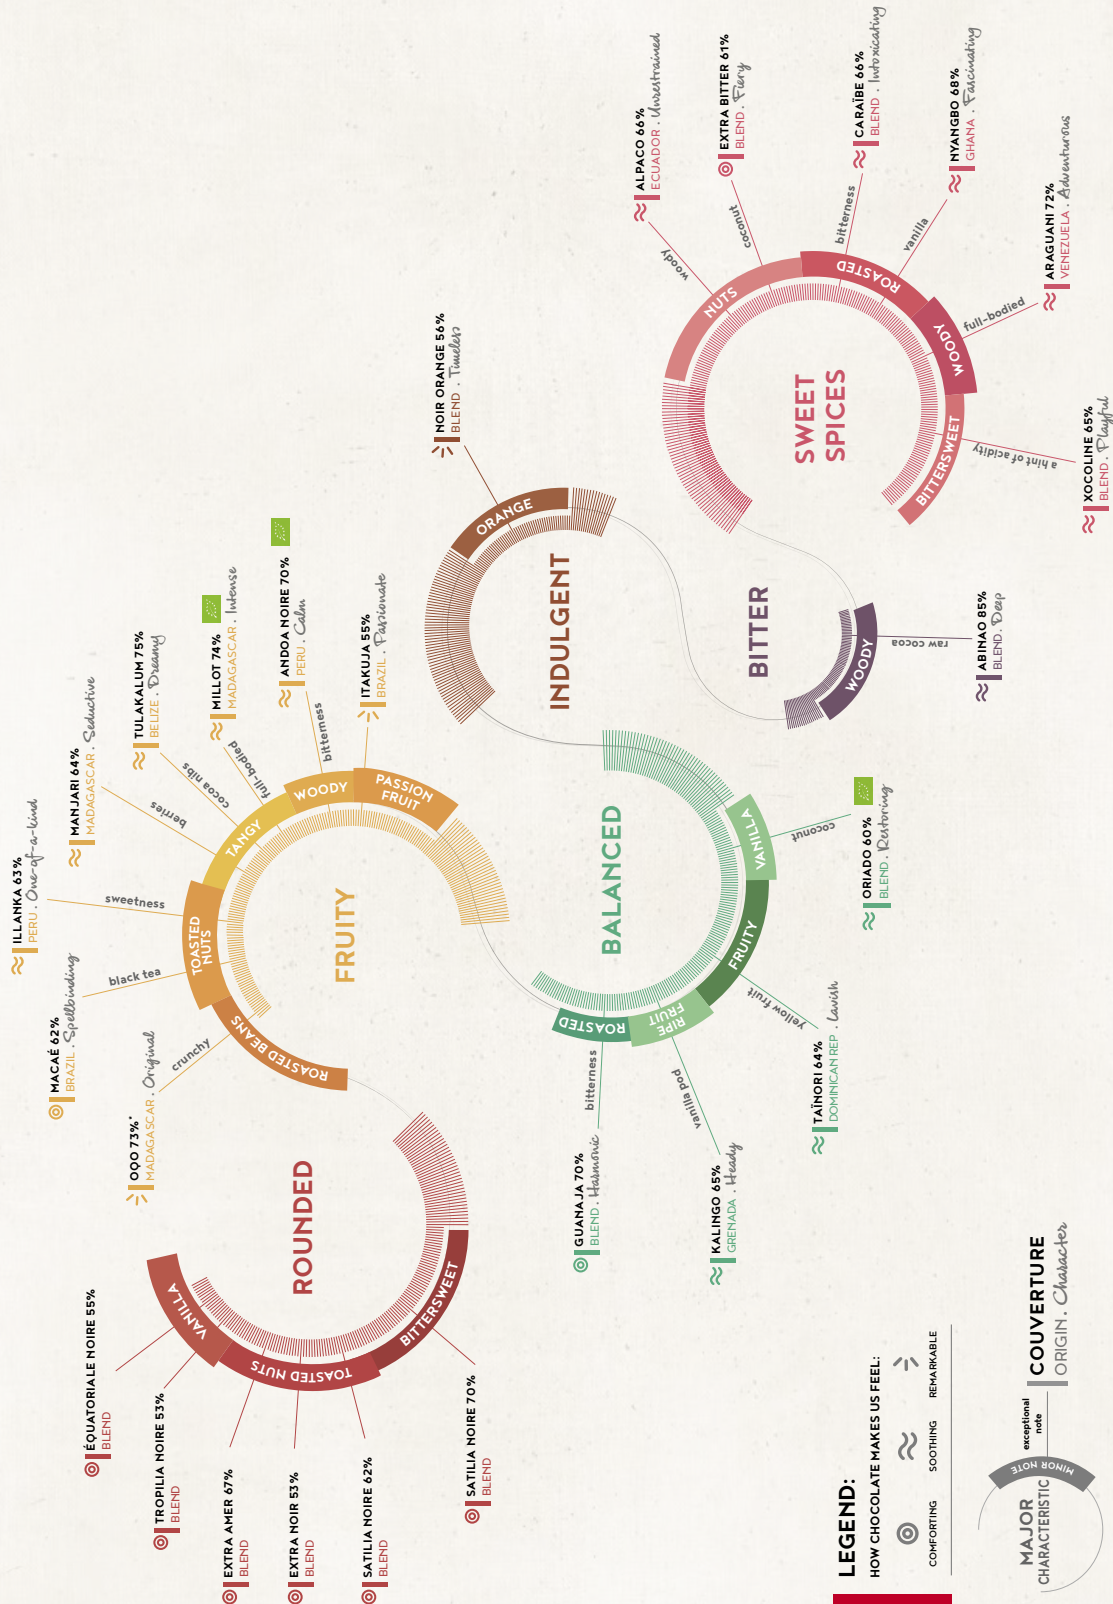 ÉQUATORIALE NOIRE 55%
BLEND
TROPILIA NOIRE 53%
BLEND
EXTRA AMER 67%
BLEND
EXTRA NOIR 53%
BLEND
SATILIA NOIRE 62%
BLEND
SATILIA NOIRE 70%
BLEND
VANILLA
TOASTED NUTS
BITTERSWEET
ROUNDED
OQO 73%*
MADAGASCAR . Original
crunchy
MACAÉ 62%
BRAZIL . Spellbinding
black tea
ILLANKA 63%
PERU . One-of-a-kind
sweetness
MANJARI 64%
MADAGASCAR . Seductive
berries
TULAKALUM 75%
BELIZE . Dreamy
cocoa nibs
MILLOT 74%
MADAGASCAR . Intense
full-bodied
ANDOA NOIRE 70%
PERU . Calm
bitterness
ITAKUJA 55%
BRAZIL . Passionate
ROASTED BEANS
TOASTED
NUTS
TANGY
WOODY
PASSION
FRUIT
FRUITY
GUANAJA 70%
BLEND . Harmonic
bitterness
KALINGO 65%
GRENADA . Heady
vanilla pod
TAÏNORI 64%
DOMINICAN REP . Lavish
yellow fruit
ORIADO 60%
BLEND . Restoring
coconut
ROASTED
RIPE
FRUIT
FRUITY
VANILLA
BALANCED
NOIR ORANGE 56%
BLEND . Timeless
ORANGE
INDULGENT
ABINAO 85%
BLEND . Deep
raw cocoa
WOODY
BITTER
ALPACO 66%
ECUADOR . Unrestrained
woody
EXTRA BITTER 61%
BLEND . Fiery
coconut
CARAÏBE 66%
BLEND . Intoxicating
bitterness
NYANGBO 68%
GHANA . Fascinating
vanilla
ARAGUANI 72%
VENEZUELA . Adventurous
full-bodied
XOCOLINE 65%
BLEND . Playful
a hint of acidity
NUTS
ROASTED
WOODY
BITTERSWEET
SWEET
SPICES
LEGEND:
HOW CHOCOLATE MAKES US FEEL:
COMFORTING
SOOTHING
REMARKABLE
MAJOR
CHARACTERISTIC
MINOR NOTE
exceptional
note
COUVERTURE
ORIGIN . Character